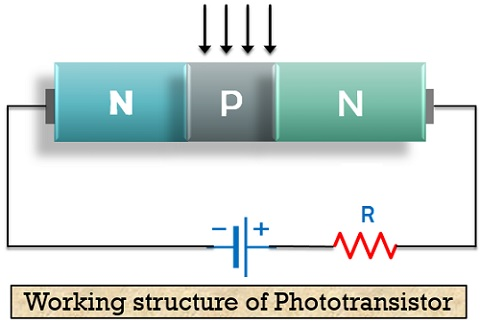 N P N
R
− +
Working structure of Phototransistor